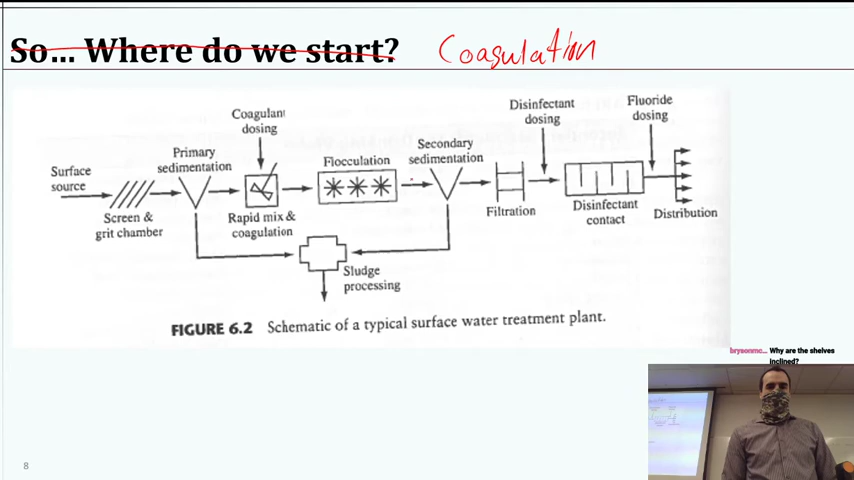 So... Where do we start? Coagulation
Coagulant
dosing
Disinfectant
dosing
Fluoride
dosing
Primary
sedimentation
Flocculation
Secondary
sedimentation
Surface
source
Screen &
grit chamber
Rapid mix &
coagulation
Filtration
Disinfectant
contact
Distribution
Sludge
processing
FIGURE 6.2 Schematic of a typical surface water treatment plant.
brysonmc... Why are the shelves
inclined?
8